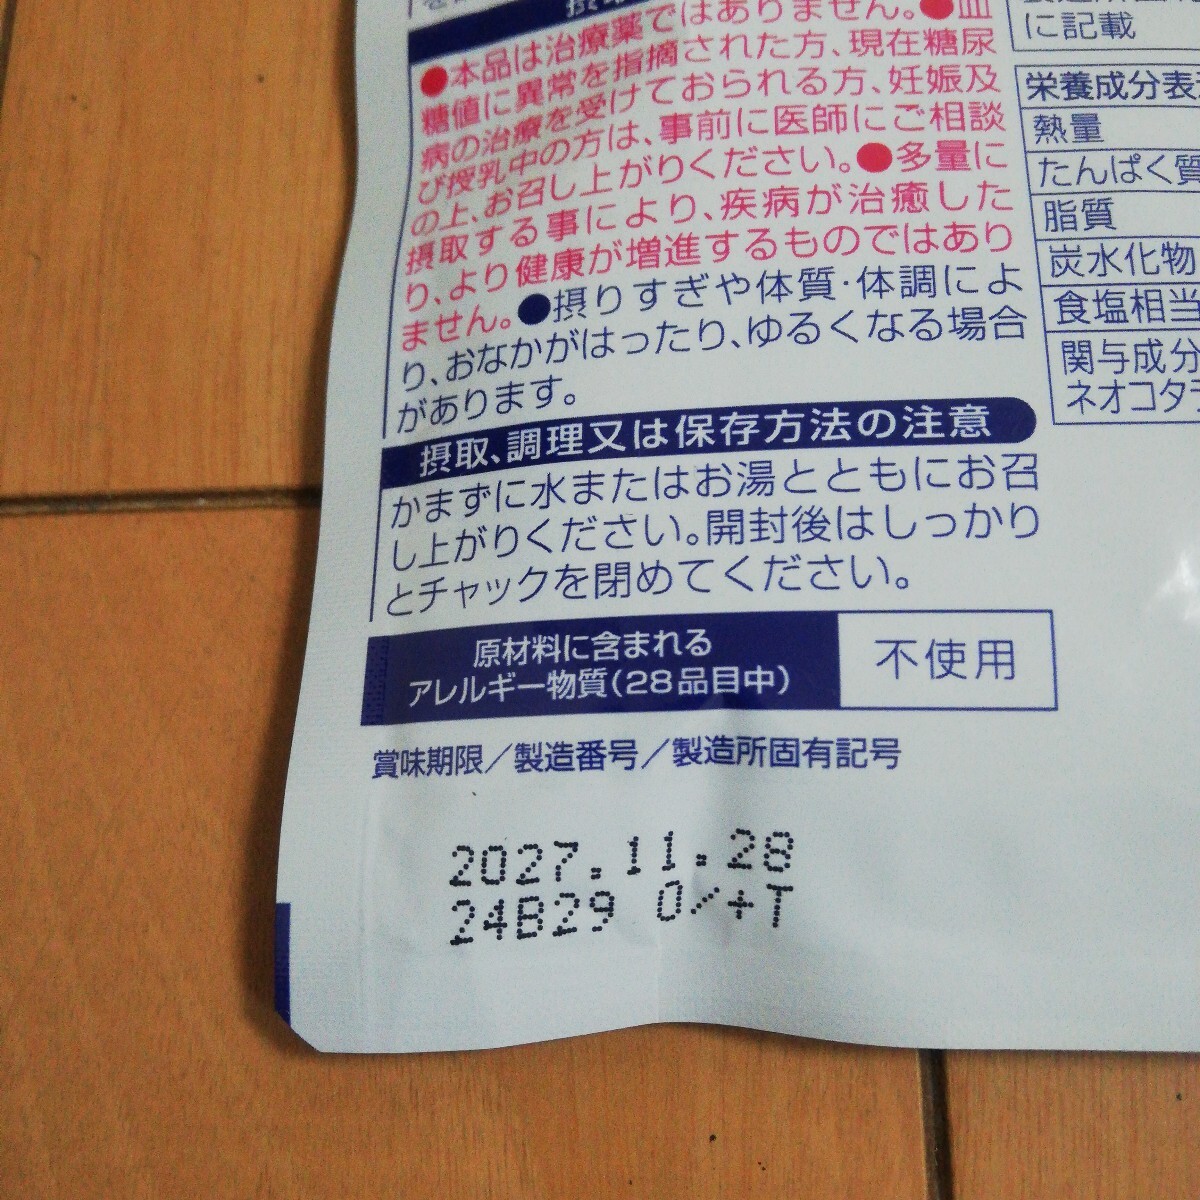 本品は治療薬ではありません。●血
糖値に異常を指摘された方、現在糖尿
病の治療を受けておられる方、妊娠及
び授乳中の方は、事前に医師にご相談
の上、お召し上がりください。●多量に
摂取する事により、疾病が治癒した
り、より健康が増進するものではあり
ません。●摂りすぎや体質・体調によ
り、おなかがはったり、ゆるくなる場合
があります。
摂取、調理又は保存方法の注意
かまずに水またはお湯とともにお召
し上がりください。開封後はしっかり
とチャックを閉めてください。
原材料に含まれる
アレルギー物質(28品目中)
不使用
賞味期限/製造番号/製造所固有記号
2027.11.28
24B29 0/+T
に記載
栄養成分表
熱量
たんぱく質
脂質
炭水化物
食塩相当
関与成分
ネオコタ